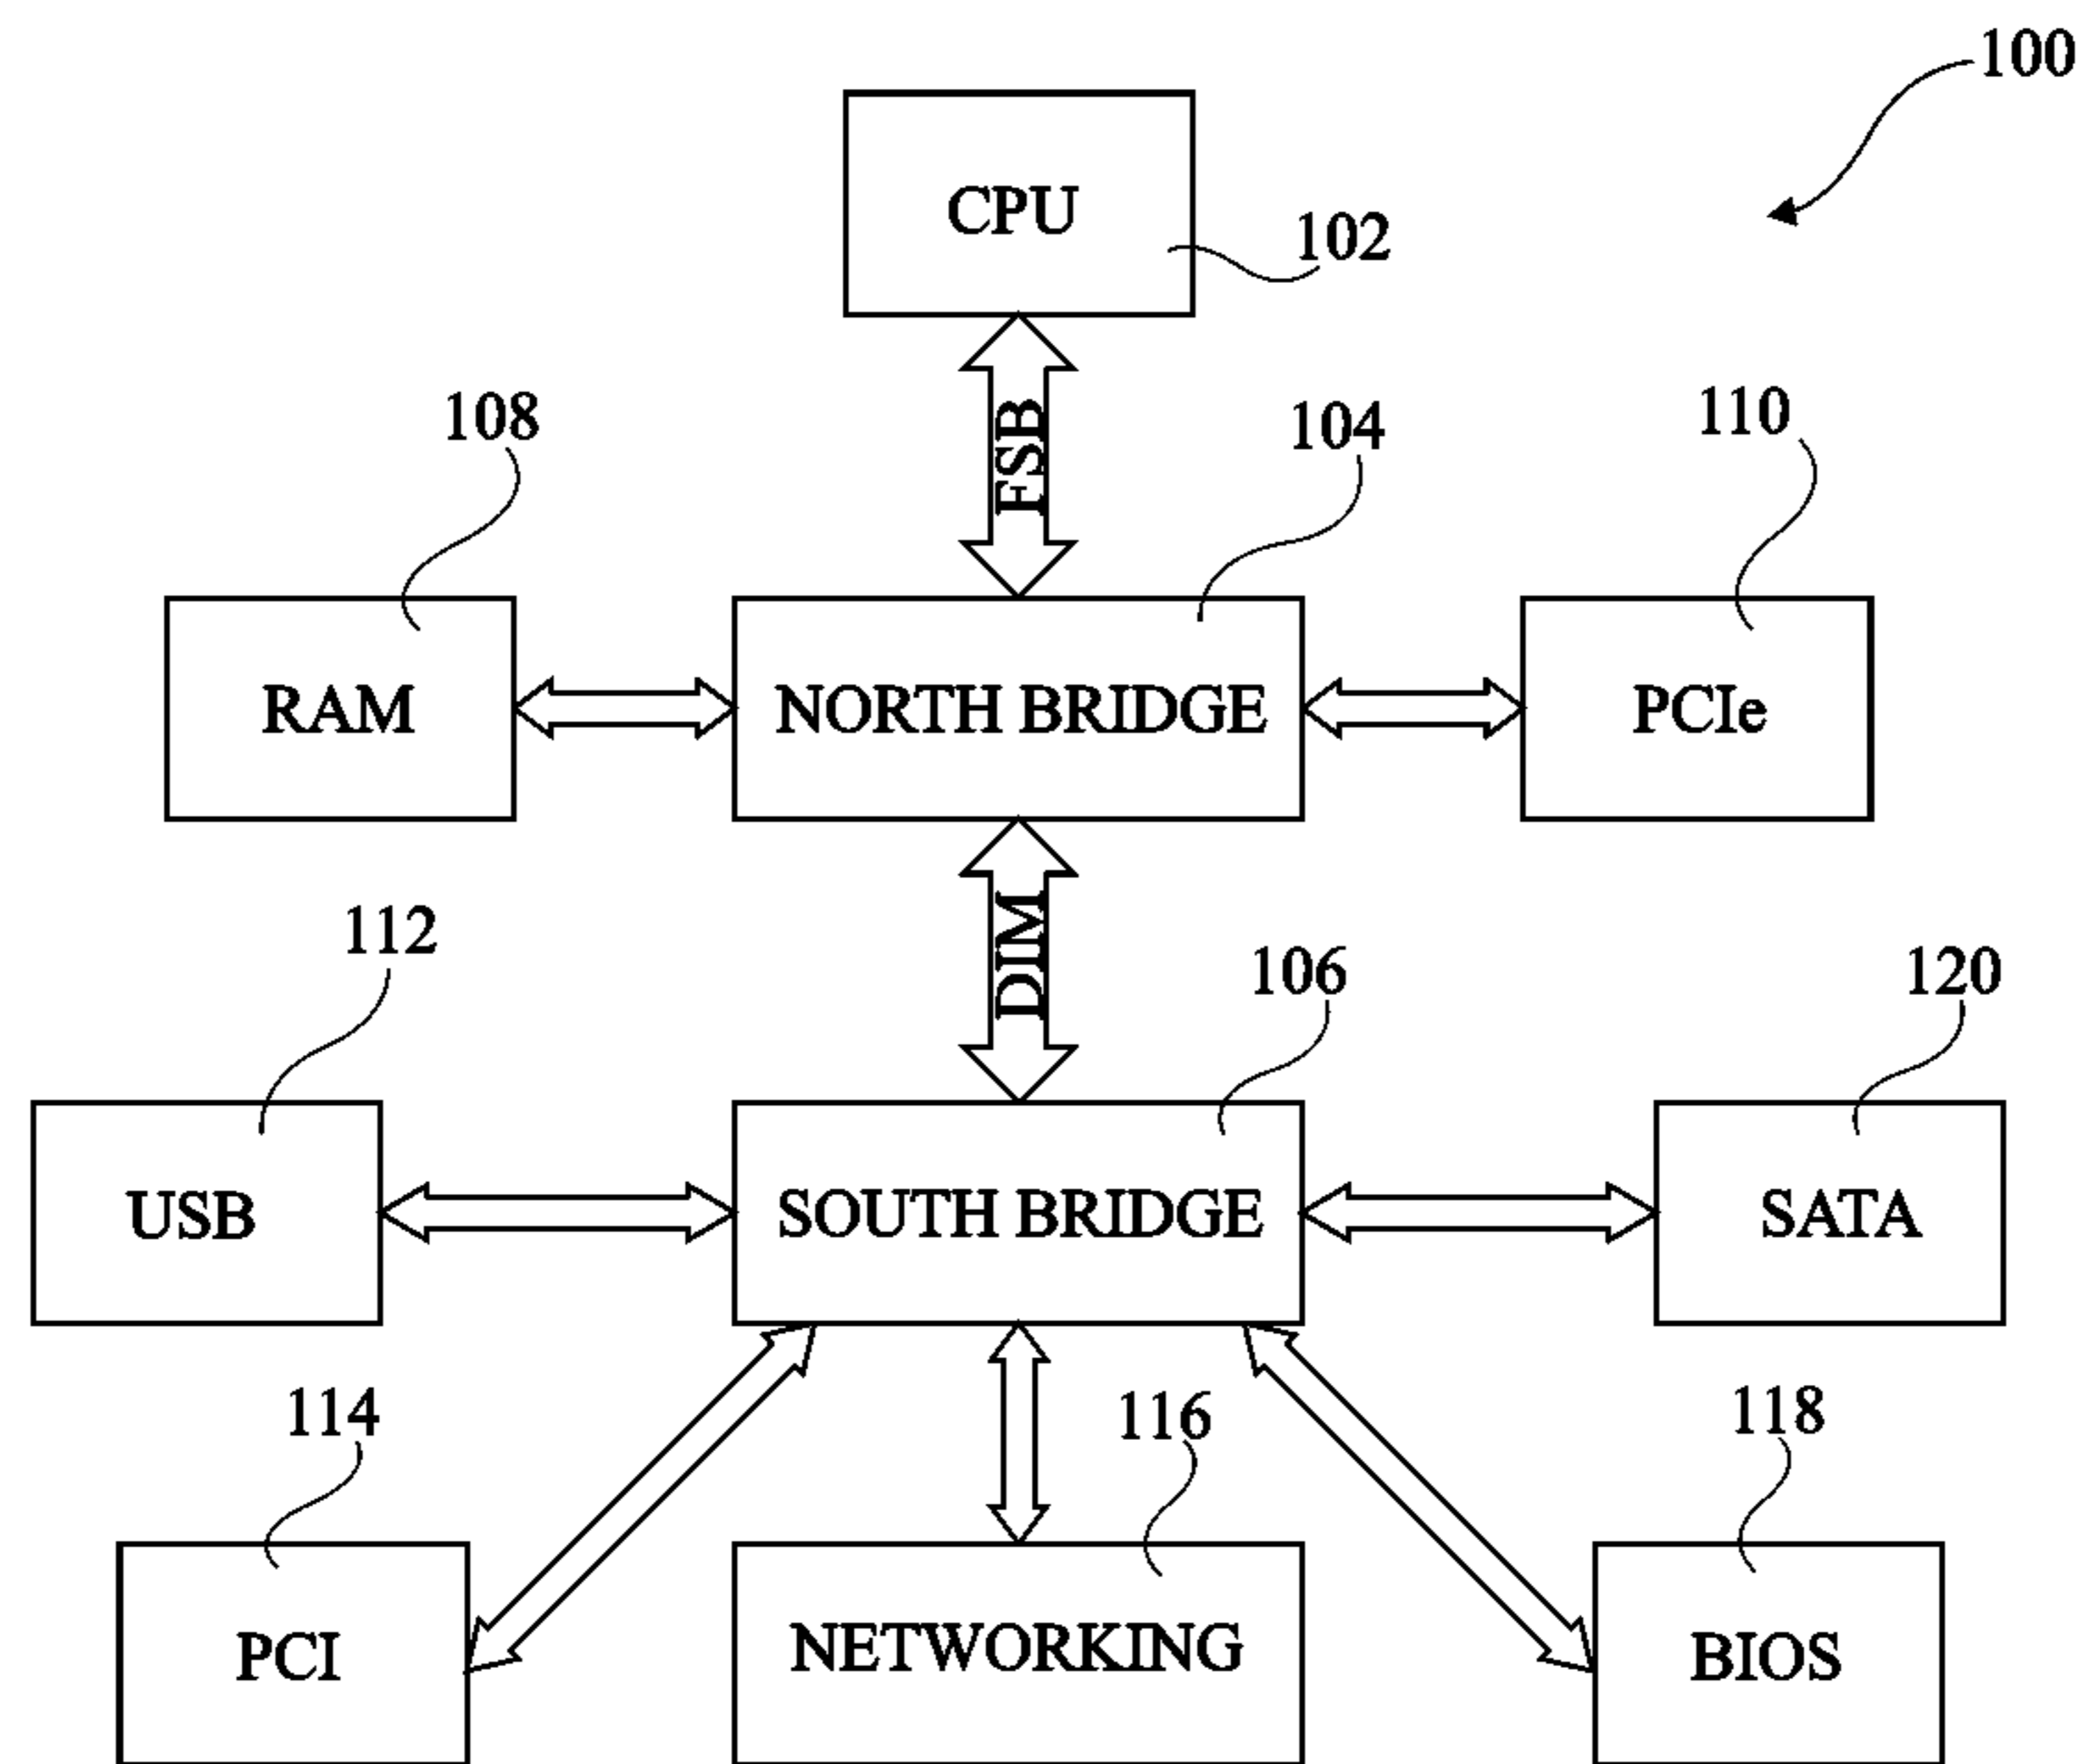 100
CPU
102
FSB
108
104
110
RAM
NORTH BRIDGE
PCIe
DIM
112
106
120
USB
SOUTH BRIDGE
SATA
114
116
118
PCI
NETWORKING
BIOS